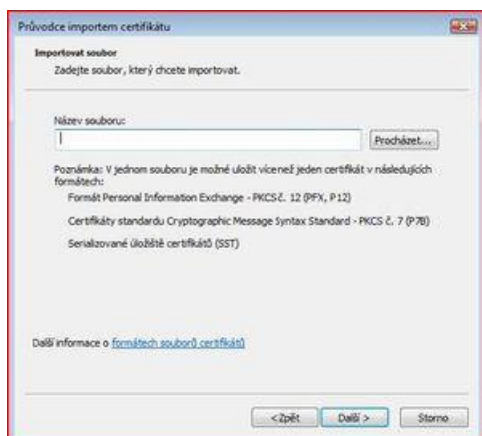 Průvodce importem certifikátu
Importovat soubor
Zadejte soubor, který chcete importovat.
Název souboru:
Procházet...
Poznámka: V jednom souboru je možné uložit více než jeden certifikát v následujících
formátech:
Formát Personal Information Exchange - PKCS č. 12 (PFX, P12)
Certifikáty standardu Cryptographic Message Syntax Standard - PKCS č. 7 (P7B)
Serializované úložiště certifikátů (SST)
Další informace o formátech souborů certifikátů
< Zpět
Další >
Storno